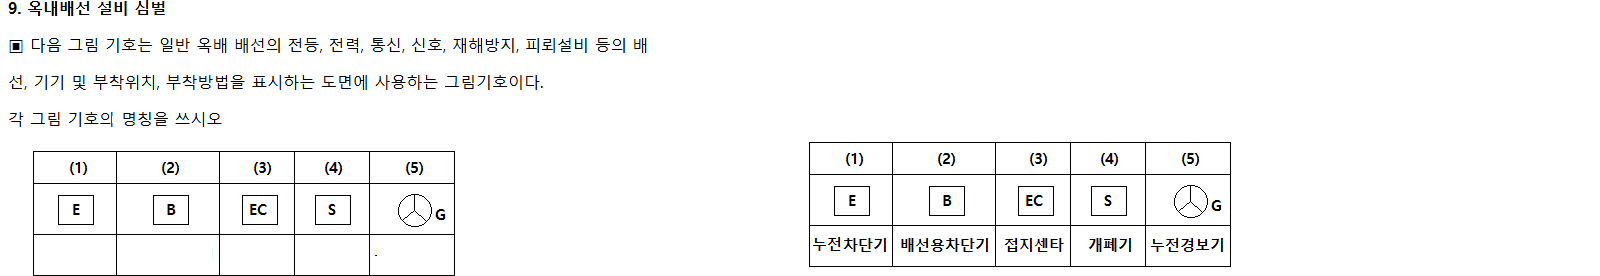 9. 옥내배선 설비 심벌
▣ 다음 그림 기호는 일반 옥배 배선의 전등, 전력, 통신, 신호, 재해방지, 피뢰설비 등의 배
선, 기기 및 부착위치, 부착방법을 표시하는 도면에 사용하는 그림기호이다.
각 그림 기호의 명칭을 쓰시오
(1) (2) (3) (4) (5)
E B EC S G
.
(1) (2) (3) (4) (5)
E B EC S G
누전차단기 배선용차단기 접지센타 개폐기 누전경보기